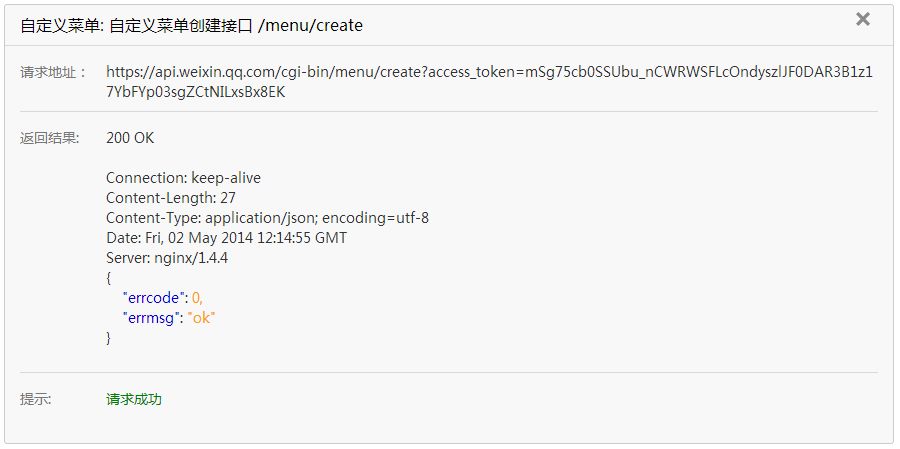 自定义菜单: 自定义菜单创建接口 /menu/create
请求地址： https://api.weixin.qq.com/cgi-bin/menu/create?access_token=mSg75cb0SSUbu_nCWRWSFLcOndyszlJF0DAR3B1z1
7YbFYp03sgZCtNILxsBx8EK
返回结果: 200 OK
Connection: keep-alive
Content-Length: 27
Content-Type: application/json; encoding=utf-8
Date: Fri, 02 May 2014 12:14:55 GMT
Server: nginx/1.4.4
{
"errcode": 0,
"errmsg": "ok"
}
提示: 请求成功